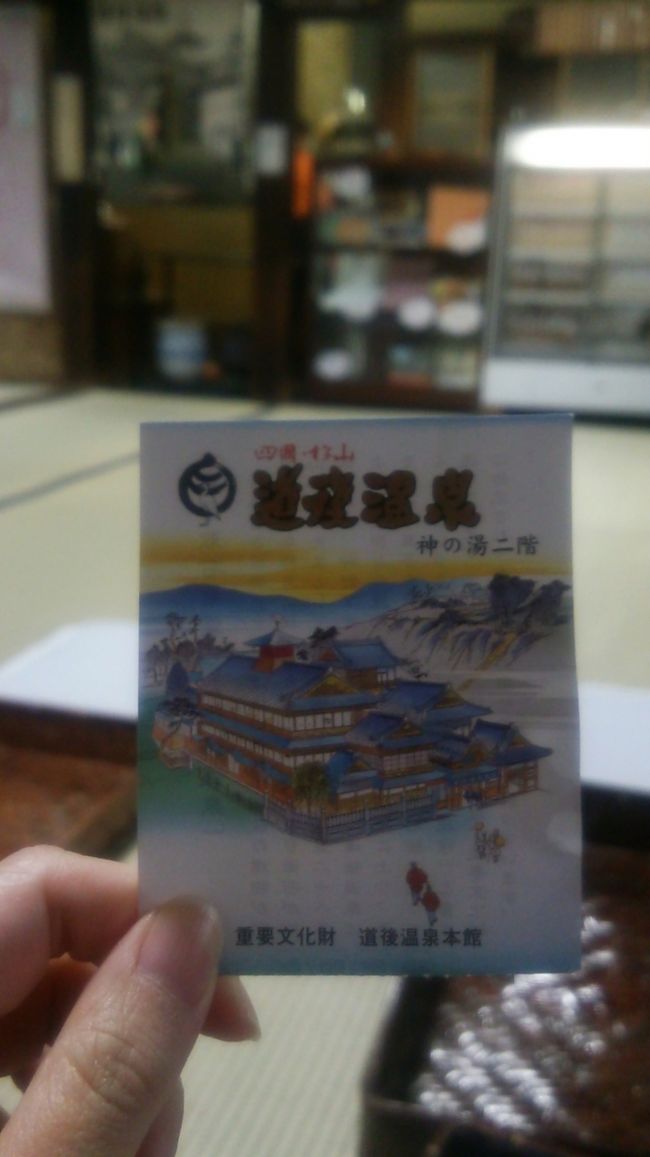 四國・松山
道後温泉
神の湯二階
重要文化財 道後温泉本館